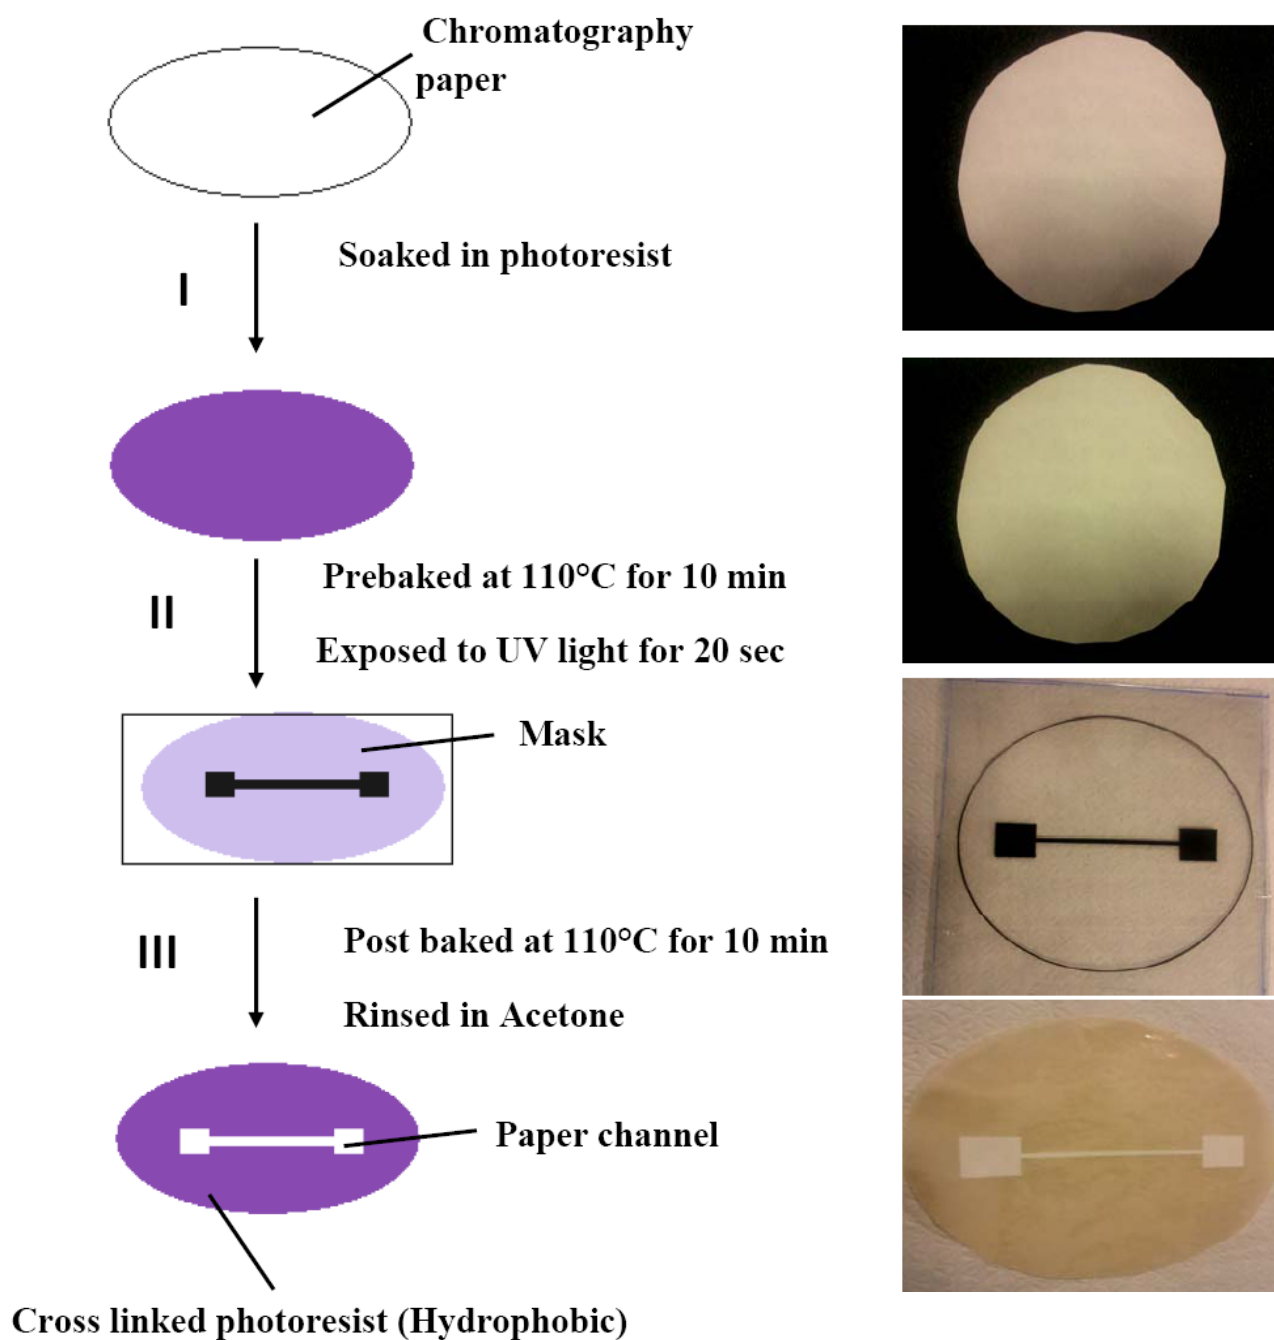 Chromatography
paper
Soaked in photoresist
I
Prebaked at 110°C for 10 min
II
Exposed to UV light for 20 sec
Mask
Post baked at 110°C for 10 min
III
Rinsed in Acetone
Paper channel
Cross linked photoresist (Hydrophobic)